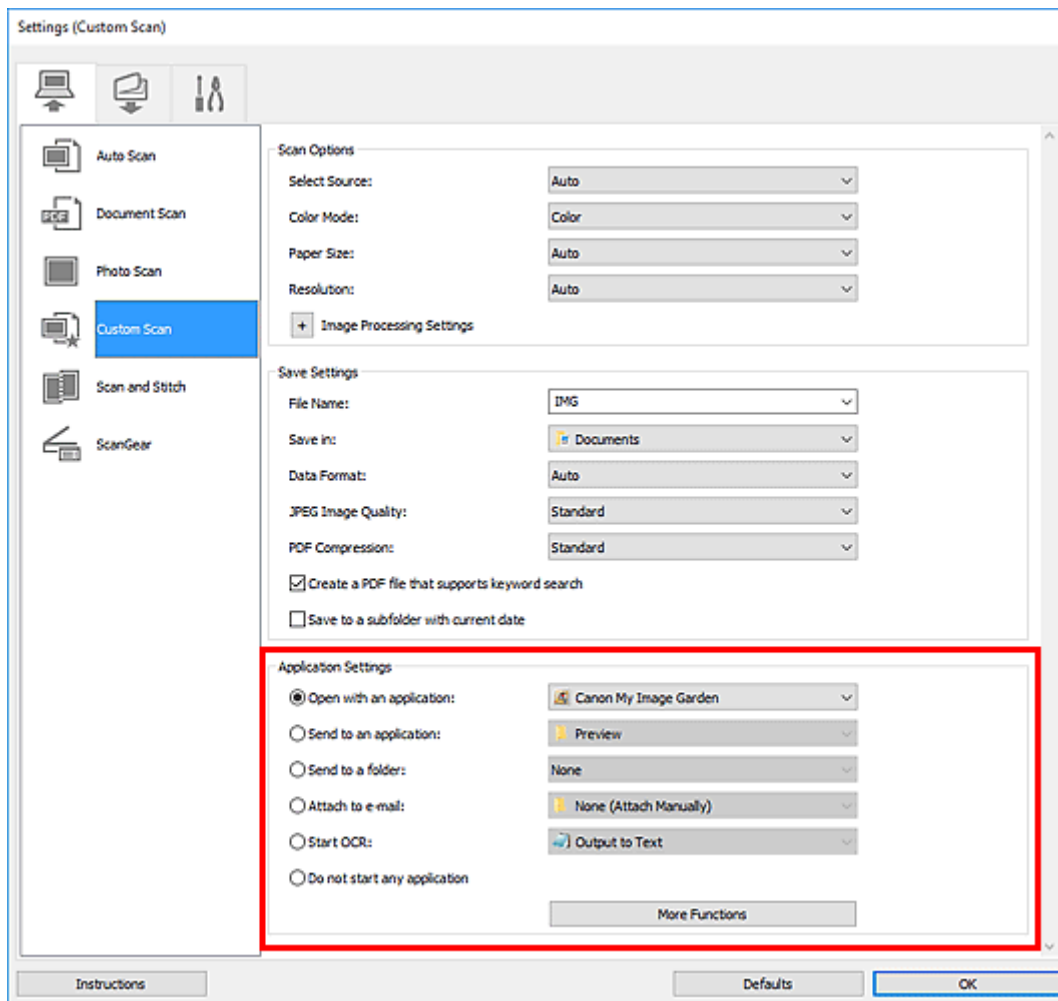 Settings (Custom Scan)
Auto Scan
Document Scan
Photo Scan
Custom Scan
Scan and Stitch
ScanGear
Scan Options
Select Source: Auto
Color Mode: Color
Paper Size: Auto
Resolution: Auto
+ Image Processing Settings
Save Settings
File Name: IMG
Save in: Documents
Data Format: Auto
JPEG Image Quality: Standard
PDF Compression: Standard
Create a PDF file that supports keyword search
Save to a subfolder with current date
Application Settings
Open with an application: Canon My Image Garden
Send to an application: Preview
Send to a folder: None
Attach to e-mail: None (Attach Manually)
Start OCR: Output to Text
Do not start any application
More Functions
Instructions
Defaults
OK